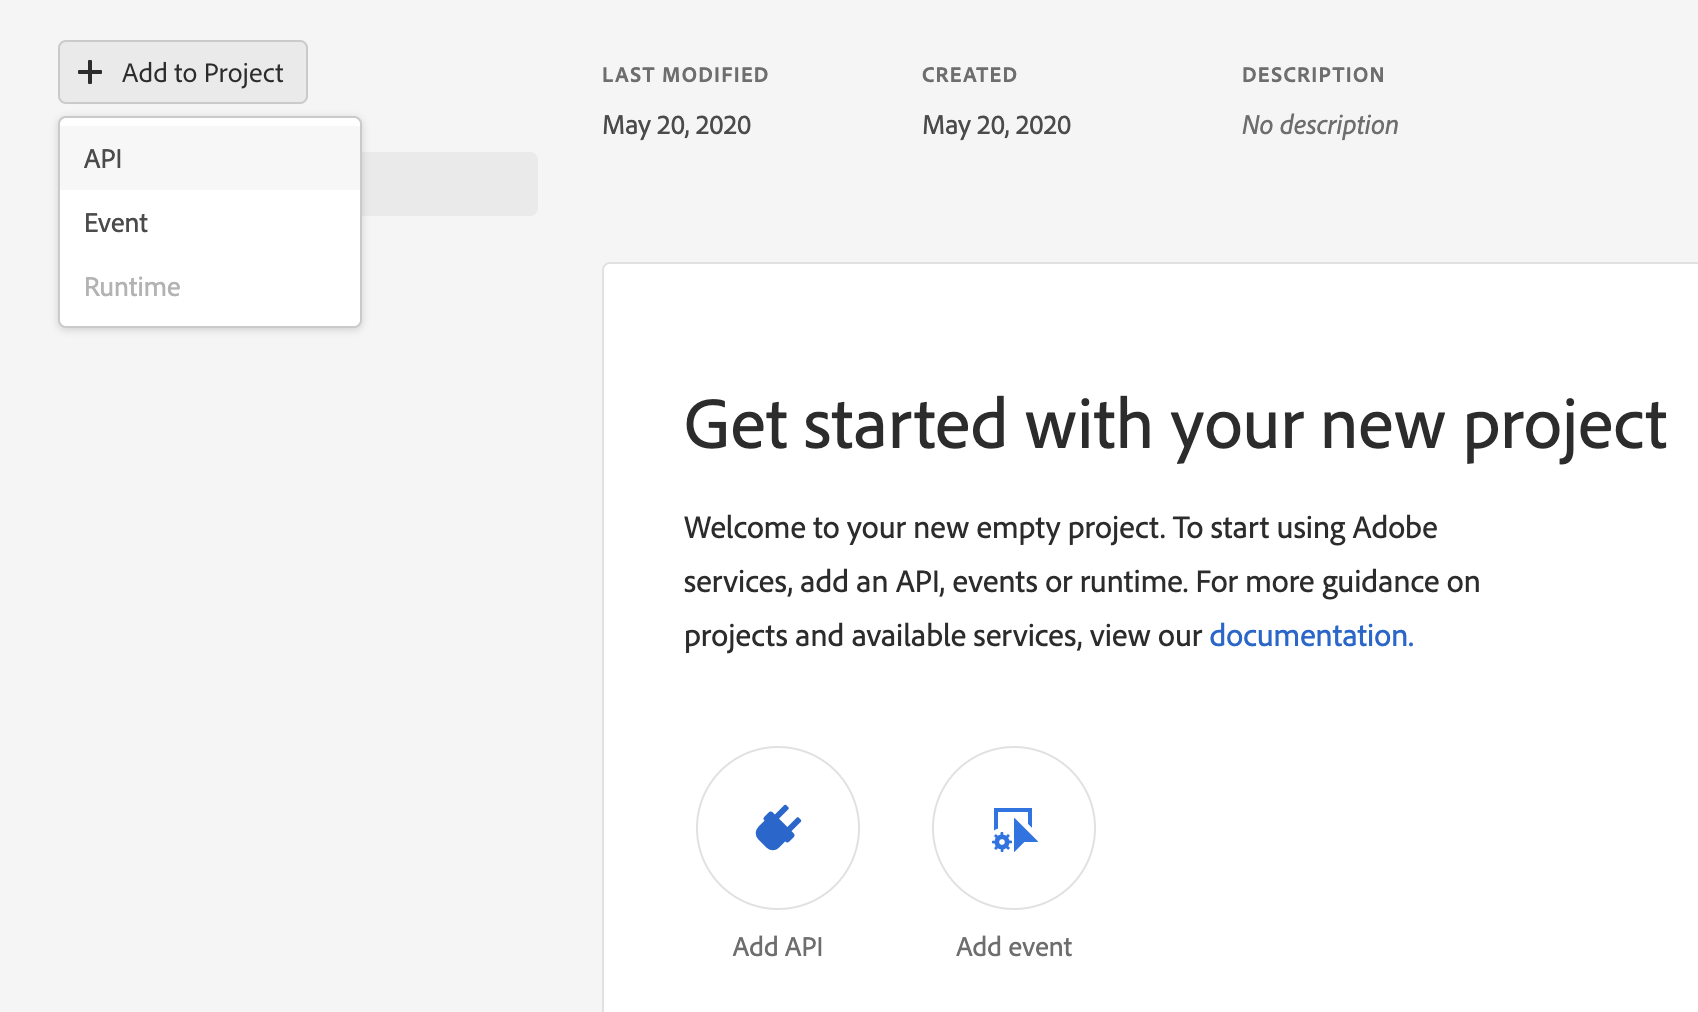 Add to Project
API
Event
Runtime
LAST MODIFIED
May 20, 2020
CREATED
May 20, 2020
DESCRIPTION
No description
Get started with your new project
Welcome to your new empty project. To start using Adobe
services, add an API, events or runtime. For more guidance on
projects and available services, view our documentation.
Add API
Add event